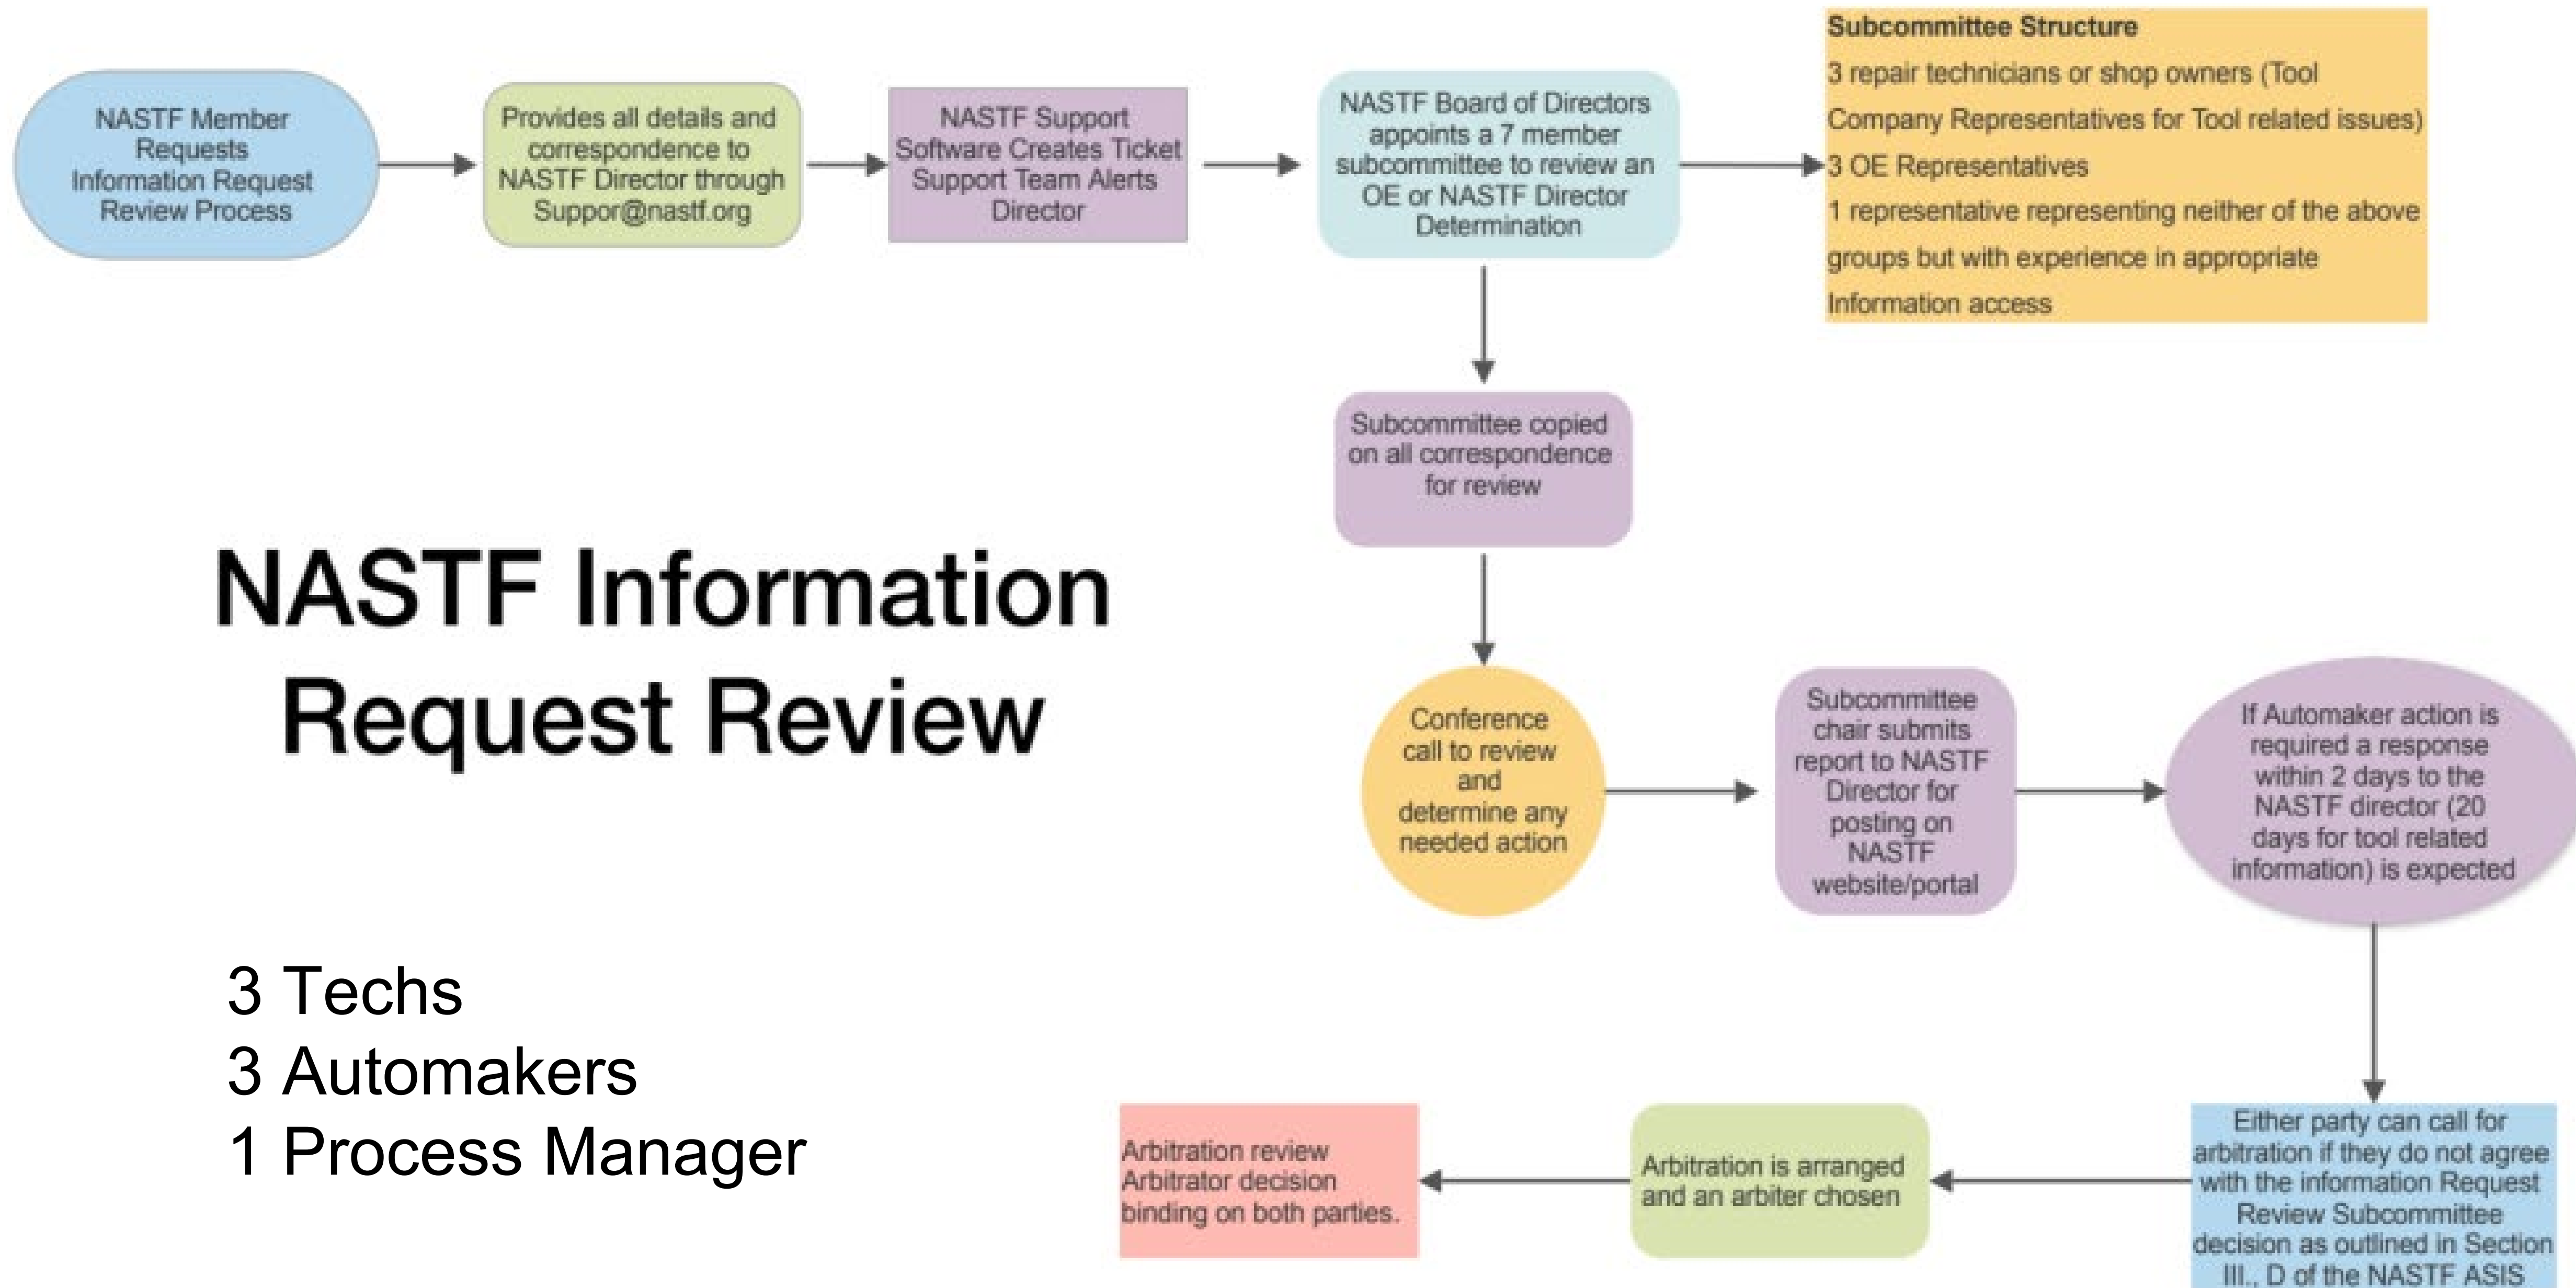 NASTF Member
Requests
Information Request
Review Process
Provides all details and
correspondence to
NASTF Director through
Suppor@nastf.org
NASTF Support
Software Creates Ticket
Support Team Alerts
Director
NASTF Board of Directors
appoints a 7 member
subcommittee to review an
OE or NASTF Director
Determination
Subcommittee Structure
3 repair technicians or shop owners (Tool
Company Representatives for Tool related issues)
3 OE Representatives
1 representative representing neither of the above
groups but with experience in appropriate
Information access
Subcommittee copied
on all correspondence
for review
NASTF Information
Request Review
Conference
call to review
and
determine any
needed action
Subcommittee
chair submits
report to NASTF
Director for
posting on
NASTF
website/portal
If Automaker action is
required a response
within 2 days to the
NASTF director (20
days for tool related
information) is expected
3 Techs
3 Automakers
1 Process Manager
Either party can call for
arbitration if they do not agree
with the information Request
Review Subcommittee
decision as outlined in Section
III., D of the NASTF ASIS
Arbitration is arranged
and an arbiter chosen
Arbitration review
Arbitrator decision
binding on both parties.